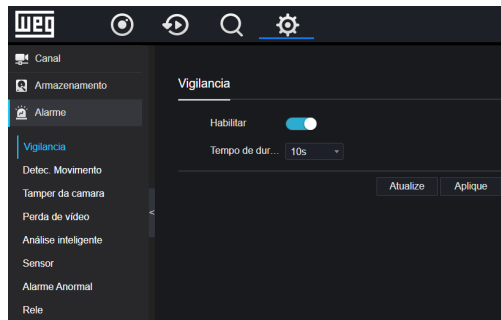 weg
Canal
Armazenamento
Alarme
Vigilancia
Detec. Movimento
Tamper da camara
Perda de vídeo
Análise inteligente
Sensor
Alarme Anormal
Rele
<
Vigilancia
Habilitar
Tempo de dur... 10s
Atualize Aplique